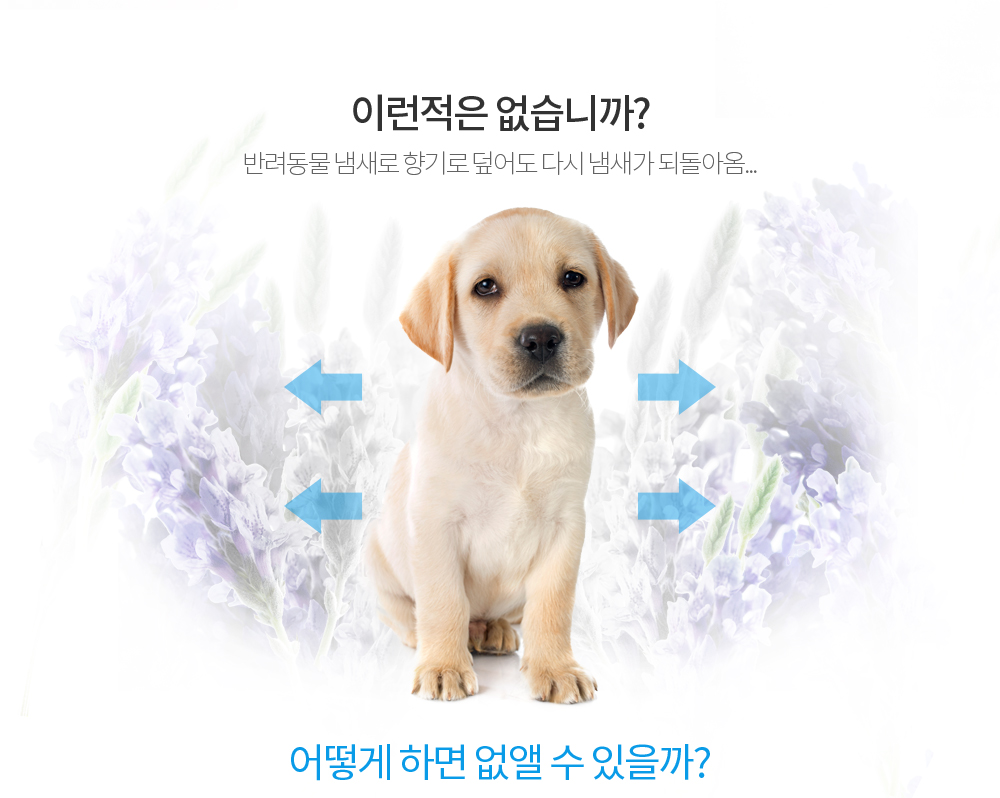 이런적은 없습니까?
반려동물 냄새로 향기로 덮어도 다시 냄새가 되돌아옴...
어떻게 하면 없앨 수 있을까?